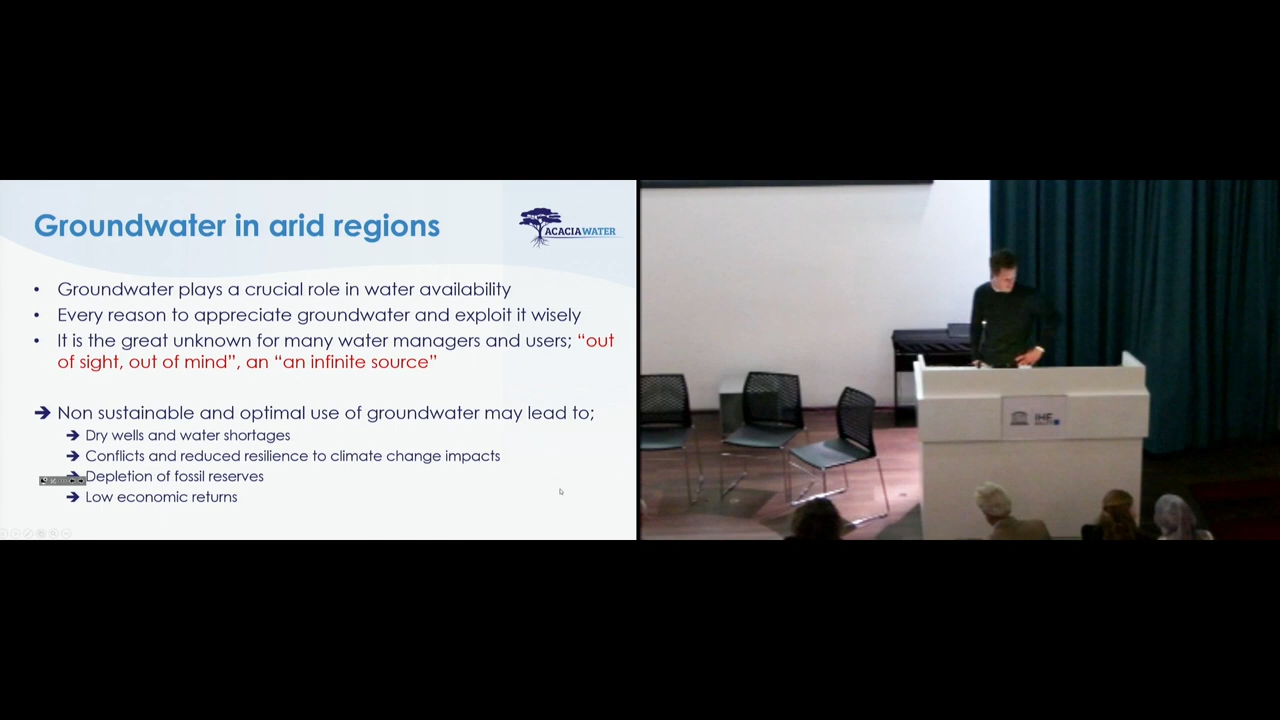 Groundwater in arid regions
ACACIAWATER
• Groundwater plays a crucial role in water availability
• Every reason to appreciate groundwater and exploit it wisely
• It is the great unknown for many water managers and users; “out
of sight, out of mind”, an “an infinite source”
➔ Non sustainable and optimal use of groundwater may lead to;
➔ Dry wells and water shortages
➔ Conflicts and reduced resilience to climate change impacts
➔ Depletion of fossil reserves
➔ Low economic returns
IHE